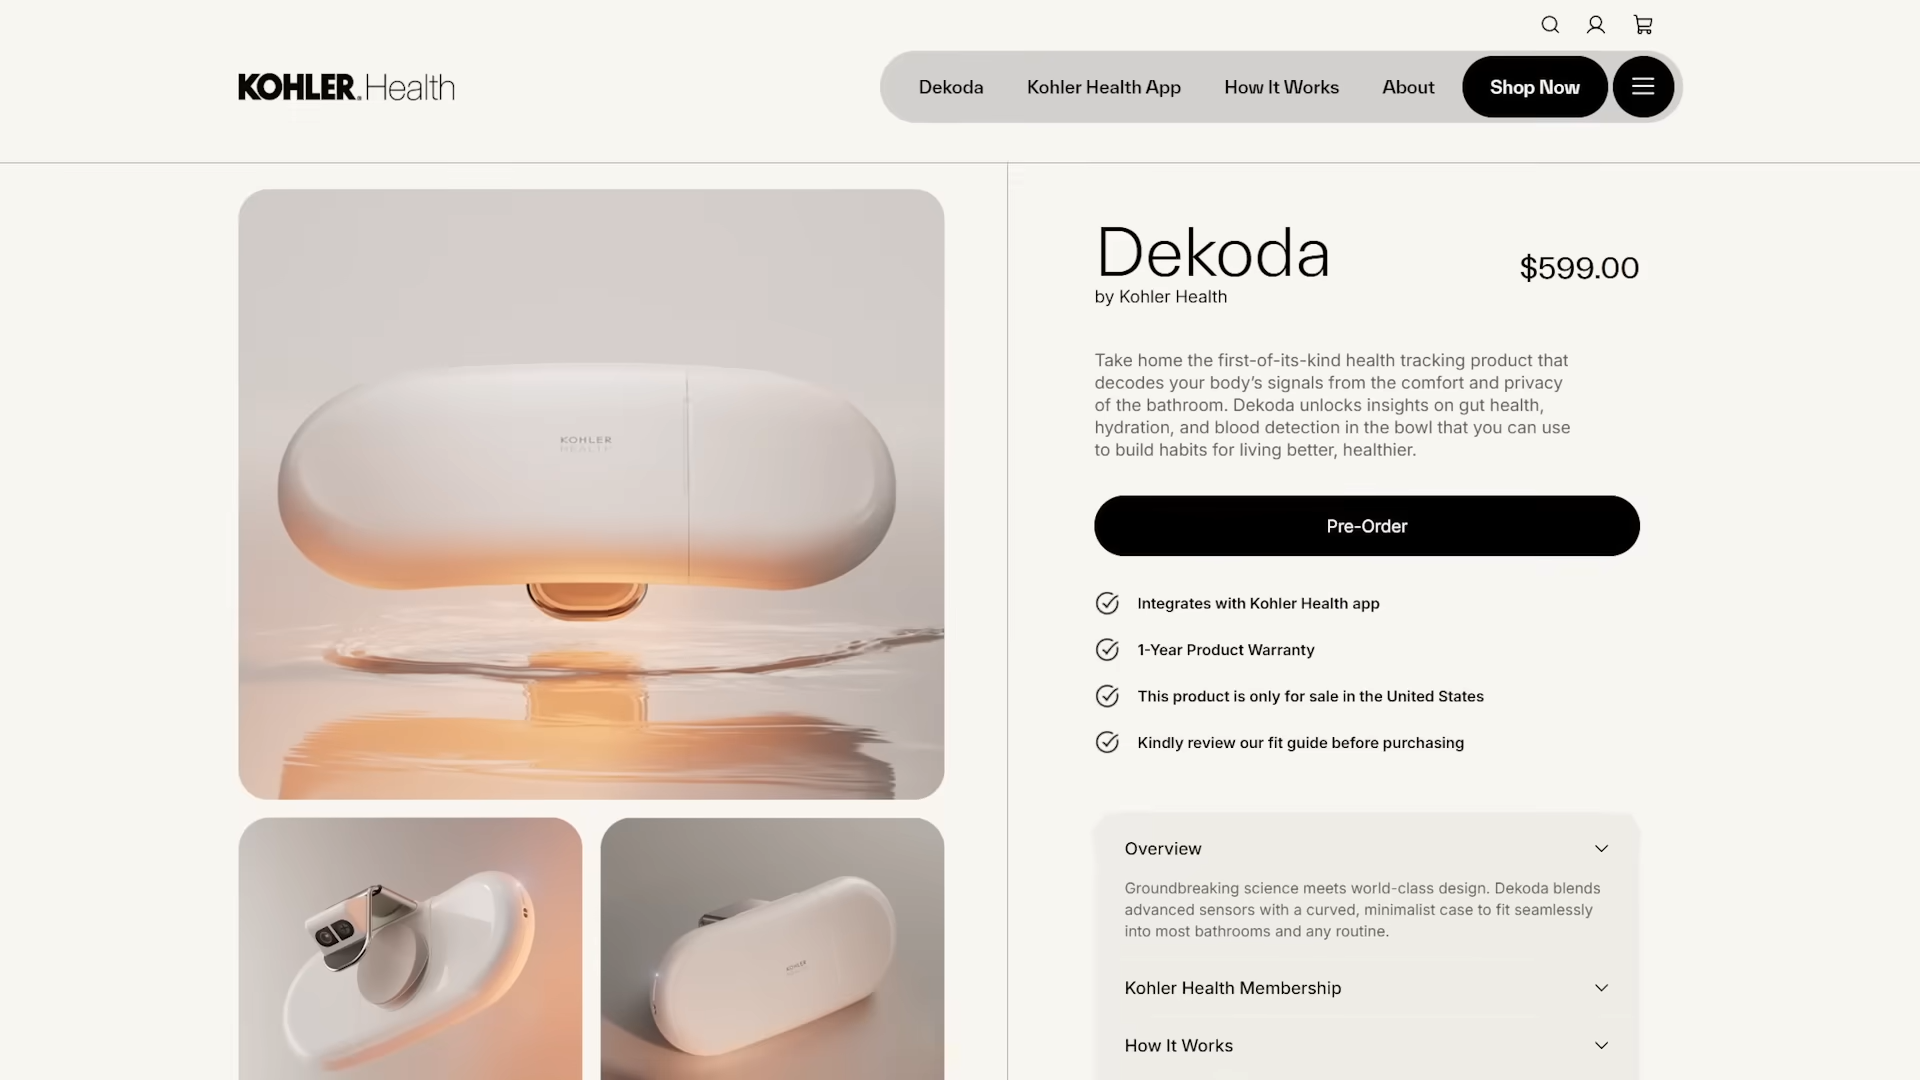 KOHLER Health
Dekoda
Kohler Health App
How It Works
About
Shop Now
KOHLER
HEALTH
Dekoda
$599.00
by Kohler Health
Take home the first-of-its-kind health tracking product that
decodes your body’s signals from the comfort and privacy
of the bathroom. Dekoda unlocks insights on gut health,
hydration, and blood detection in the bowl that you can use
to build habits for living better, healthier.
Pre-Order
Integrates with Kohler Health app
1-Year Product Warranty
This product is only for sale in the United States
Kindly review our fit guide before purchasing
KOHLER
Overview
Groundbreaking science meets world-class design. Dekoda blends
advanced sensors with a curved, minimalist case to fit seamlessly
into most bathrooms and any routine.
Kohler Health Membership
How It Works